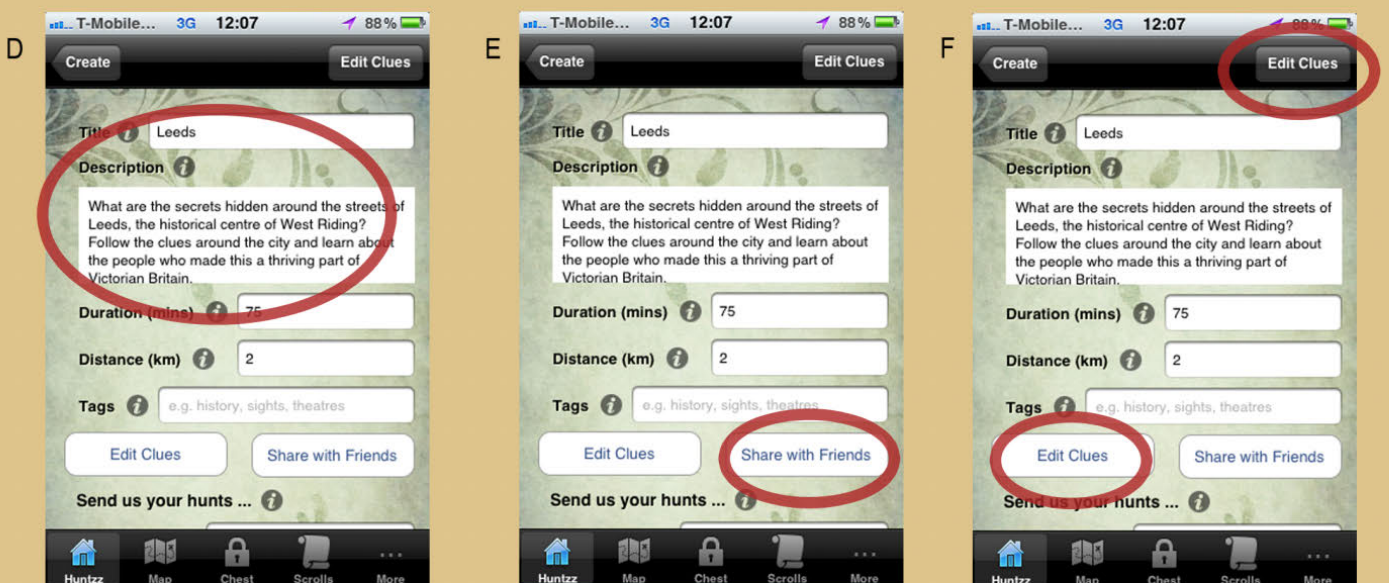 D
T-Mobile... 3G 12:07 88%
Create Edit Clues
Title i Leeds
Description i
What are the secrets hidden around the streets of
Leeds, the historical centre of West Riding?
Follow the clues around the city and learn about
the people who made this a thriving part of
Victorian Britain.
Duration (mins) i 75
Distance (km) i 2
Tags i e.g. history, sights, theatres
Edit Clues Share with Friends
Send us your hunts ... i
Huntzz Map Chest Scrolls More
E
T-Mobile... 3G 12:07 88%
Create Edit Clues
Title i Leeds
Description i
What are the secrets hidden around the streets of
Leeds, the historical centre of West Riding?
Follow the clues around the city and learn about
the people who made this a thriving part of
Victorian Britain.
Duration (mins) i 75
Distance (km) i 2
Tags i e.g. history, sights, theatres
Edit Clues Share with Friends
Send us your hunts ... i
Huntzz Map Chest Scrolls More
F
T-Mobile... 3G 12:07 88%
Create Edit Clues
Title i Leeds
Description i
What are the secrets hidden around the streets of
Leeds, the historical centre of West Riding?
Follow the clues around the city and learn about
the people who made this a thriving part of
Victorian Britain.
Duration (mins) i 75
Distance (km) i 2
Tags i e.g. history, sights, theatres
Edit Clues Share with Friends
Send us your hunts ... i
Huntzz Map Chest Scrolls More